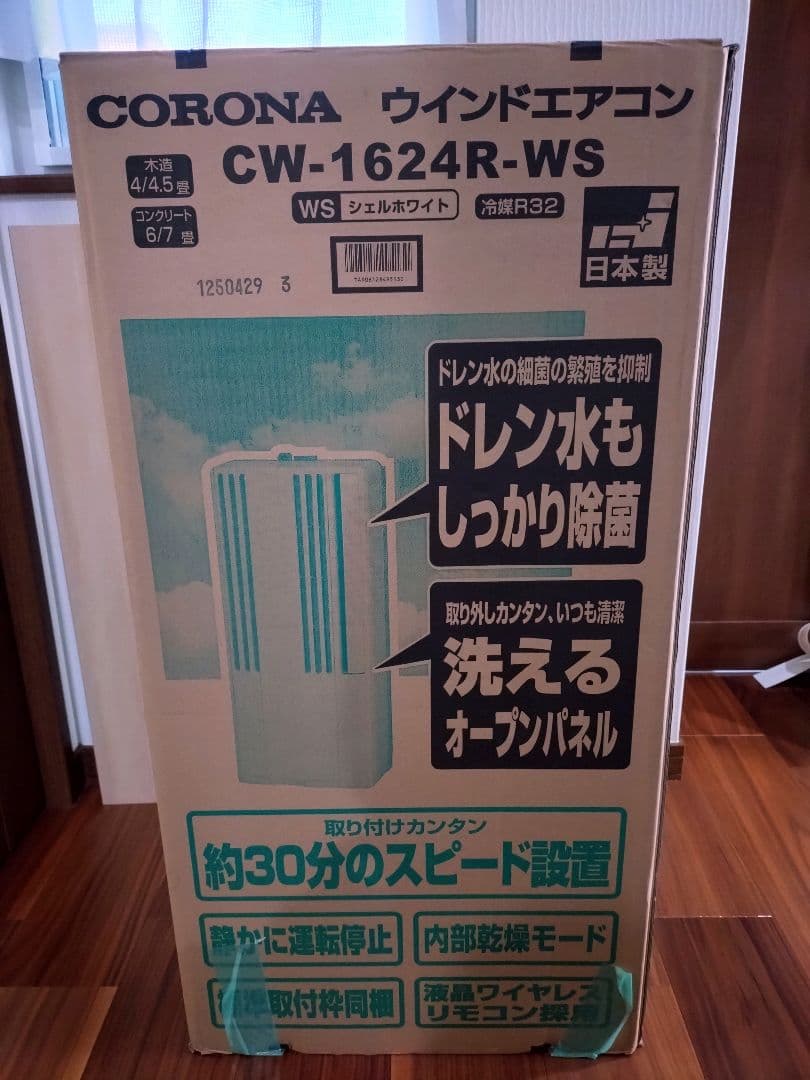 CORONA ウインドエアコン
CW-1624R-WS
木造
4/4.5 畳
コンクリート
6/7 畳
WS シェルホワイト
冷媒R32
日本製
1250429 3
ドレン水の細菌の繁殖を抑制
ドレン水も
しっかり除菌
取り外しカンタン、いつも清潔
洗える
オープンパネル
取り付けカンタン
約30分のスピード設置
静かに運転停止
内部乾燥モード
標準取付枠同梱
液晶ワイヤレス
リモコン採用